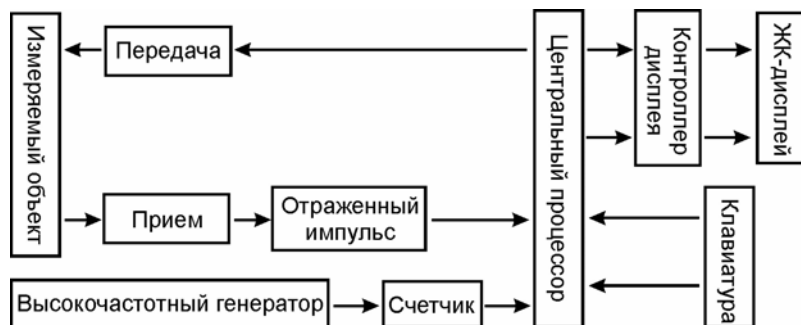 Измеряемый объект
Передача
Центральный процессор
Контроллер
дисплея
ЖК-дисплей
Прием
Отраженный
импульс
Клавиатура
Высокочастотный генератор
Счетчик